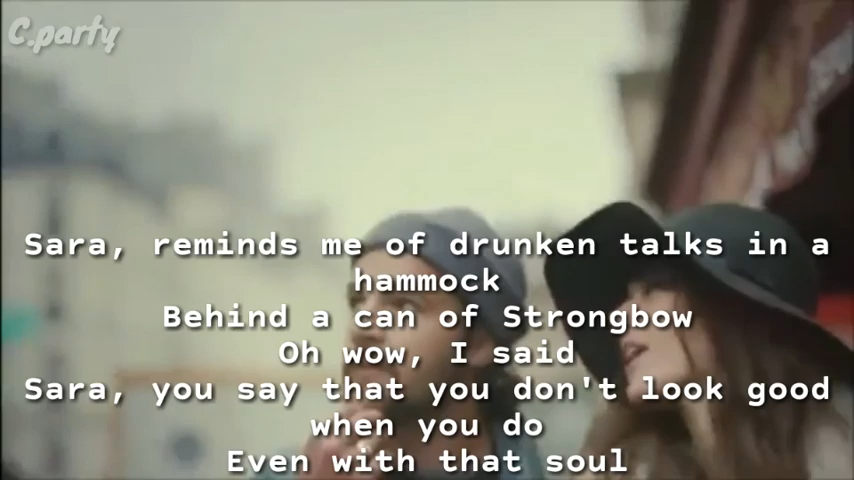 C.party
Sara, reminds me of drunken talks in a
hammock
Behind a can of Strongbow
Oh wow, I said
Sara, you say that you don't look good
when you do
Even with that soul